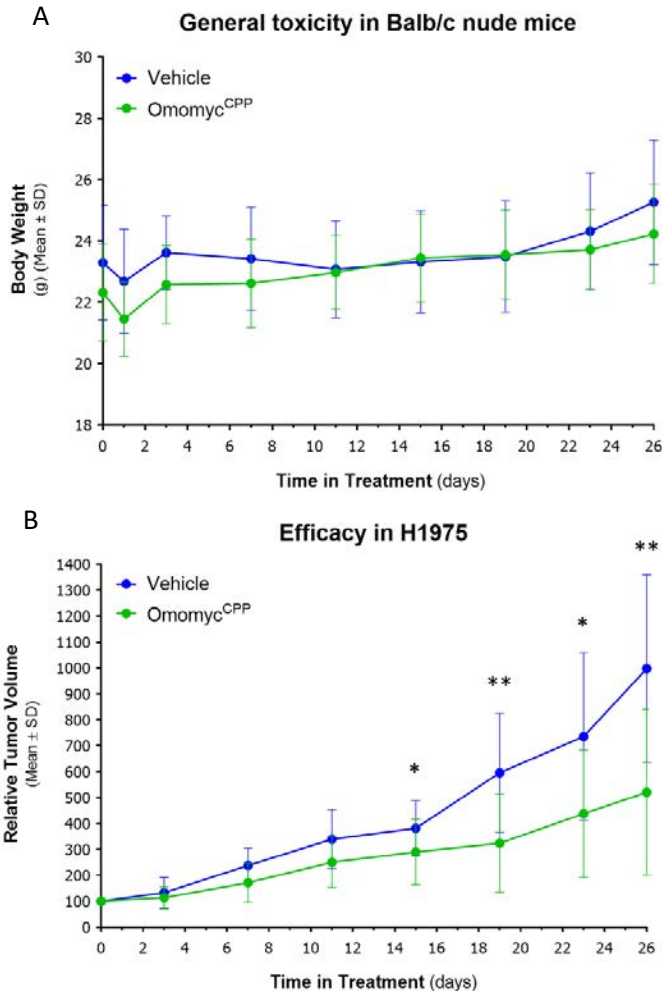 A
General toxicity in Balb/c nude mice
30
28
26
24
22
20
18
Body Weight
(g) (Mean ± SD)
Vehicle
Omomyc^CPP
0 2 4 6 8 10 12 14 16 18 20 22 24 26
Time in Treatment (days)
B
Efficacy in H1975
1400
1300
1200
1100
1000
900
800
700
600
500
400
300
200
100
0
Relative Tumor Volume
(Mean ± SD)
Vehicle
Omomyc^CPP
*
**
*
**
0 2 4 6 8 10 12 14 16 18 20 22 24 26
Time in Treatment (days)